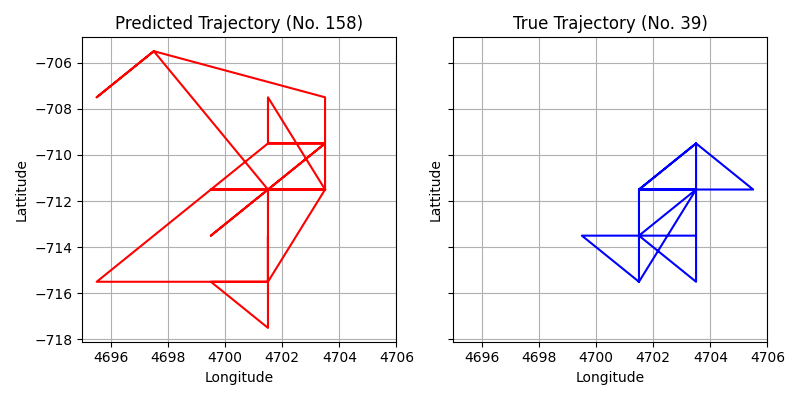 Predicted Trajectory (No. 158)
True Trajectory (No. 39)
Lattitude
−706
−708
−710
−712
−714
−716
−718
4696 4698 4700 4702 4704 4706
Longitude
Lattitude
4696 4698 4700 4702 4704 4706
Longitude